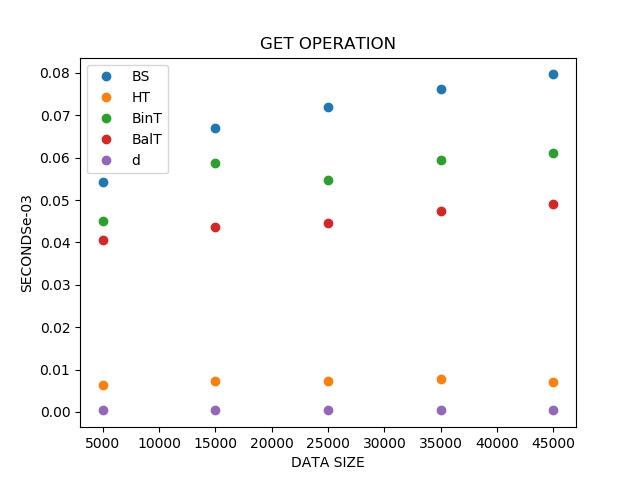 GET OPERATION
0.08
0.07
0.06
0.05
0.04
0.03
0.02
0.01
0.00
SECONDSe-03
BS
HT
BinT
BalT
d
5000 10000 15000 20000 25000 30000 35000 40000 45000
DATA SIZE